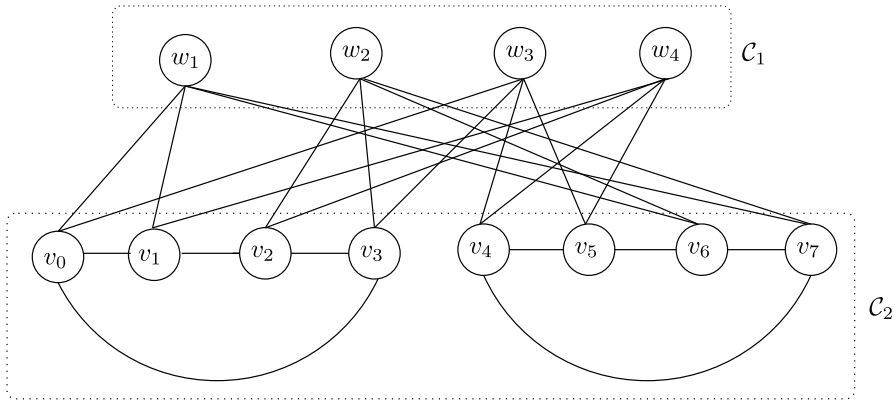 w₁ w₂ w₃ w₄ 𝒞₁
v₀ v₁ v₂ v₃ v₄ v₅ v₆ v₇
𝒞₂